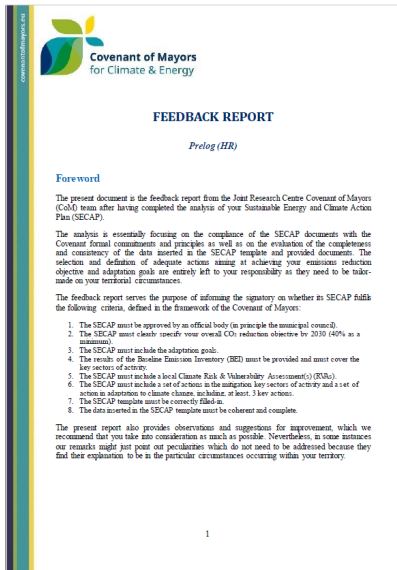 covenantofmayors.eu
Covenant of Mayors
for Climate & Energy
FEEDBACK REPORT
Prelog (HR)
Foreword
The present document is the feedback report from the Joint Research Centre Covenant of Mayors
(CoM) team after having completed the analysis of your Sustainable Energy and Climate Action
Plan (SECAP).
The analysis is essentially focusing on the compliance of the SECAP documents with the
Covenant formal commitments and principles as well as on the evaluation of the completeness
and consistency of the data inserted in the SECAP template and provided documents. The
selection and definition of adequate actions aiming at achieving your emissions reduction
objective and adaptation goals are entirely left to your responsibility as they need to be tailor-
made on your territorial circumstances.
The feedback report serves the purpose of informing the signatory on whether its SECAP fulfils
the following criteria, defined in the framework of the Covenant of Mayors:
1. The SECAP must be approved by an official body (in principle the municipal council).
2. The SECAP must clearly specify your overall CO₂ reduction objective by 2030 (40% as a
minimum).
3. The SECAP must include the adaptation goals.
4. The results of the Baseline Emission Inventory (BEI) must be provided and must cover the
key sectors of activity.
5. The SECAP must include a local Climate Risk & Vulnerability Assessment(s) (RVAs).
6. The SECAP must include a set of actions in the mitigation key sectors of activity and a set of
action in adaptation to climate change, including, at least, 3 key actions.
7. The SECAP template must be correctly filled-in.
8. The data inserted in the SECAP template must be coherent and complete.
The present report also provides observations and suggestions for improvement, which we
recommend that you take into consideration as much as possible. Nevertheless, in some instances
our remarks might just point out peculiarities which do not need to be addressed because they
find their explanation to be in the particular circumstances occurring within your territory.
1